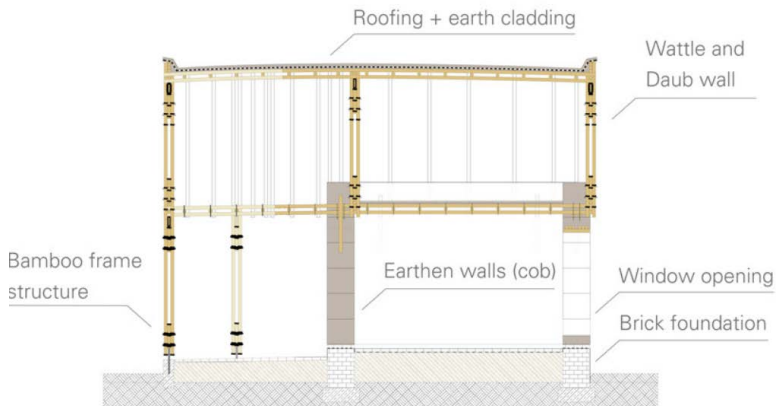 Roofing + earth cladding
Wattle and
Daub wall
Bamboo frame
structure
Earthen walls (cob)
Window opening
Brick foundation